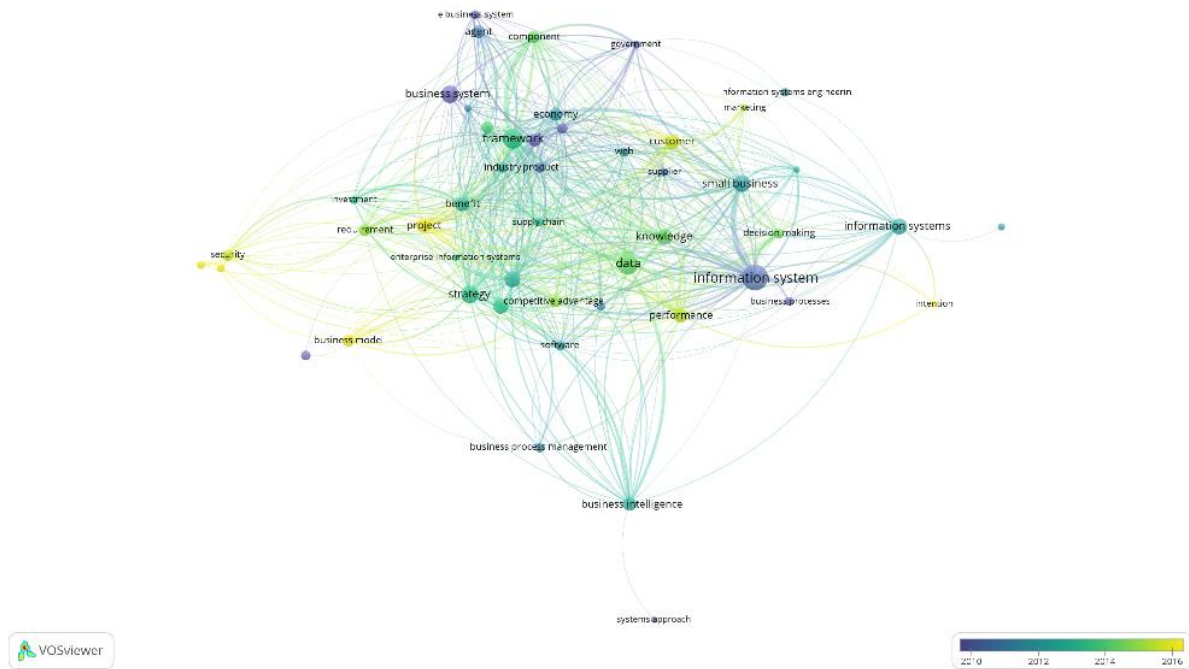 e business system
agent
component
government
business system
information systems engineerin
marketing
economy
framework
customer
web
industry
product
supplier
small business
investment
benefit
requirement
project
supply chain
knowledge
decision making
information systems
security
enterprise information systems
data
information system
strategy
competitive advantage
business processes
intention
performance
business model
software
business process management
business intelligence
systems approach
VOSviewer
2010 2012 2014 2016